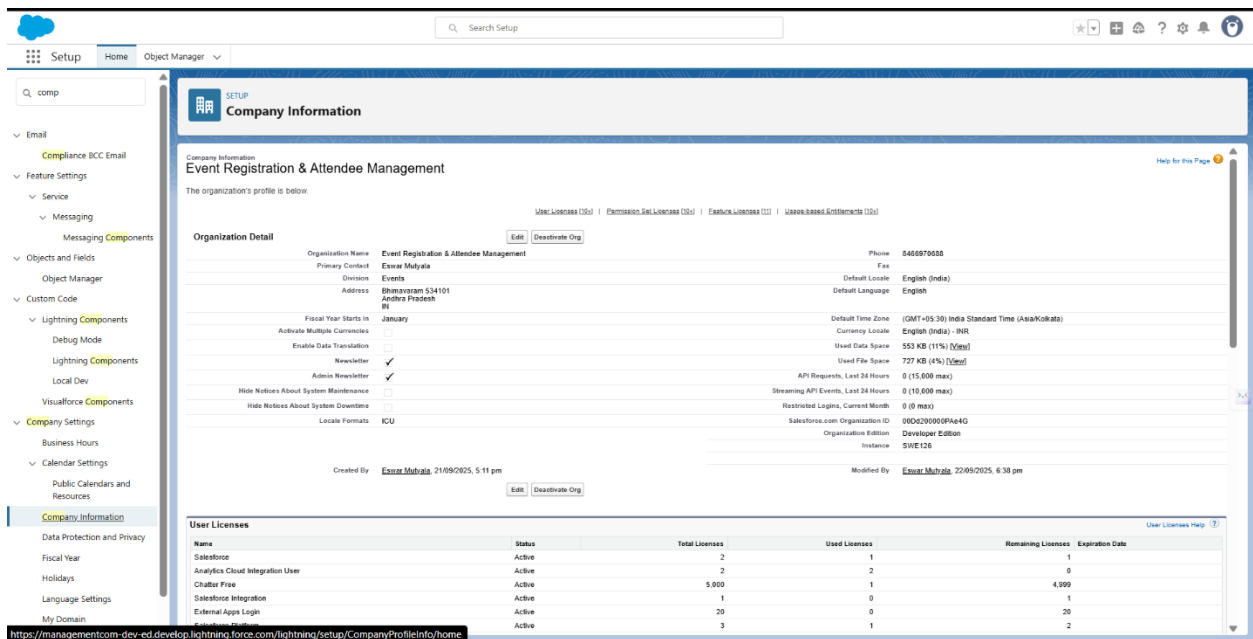 Search Setup
Setup Home Object Manager
comp
Email
Compliance BCC Email
Feature Settings
Service
Messaging
Messaging Components
Objects and Fields
Object Manager
Custom Code
Lightning Components
Debug Mode
Lightning Components
Local Dev
Visualforce Components
Company Settings
Business Hours
Calendar Settings
Public Calendars and
Resources
Company Information
Data Protection and Privacy
Fiscal Year
Holidays
Language Settings
My Domain
https://managementcom-dev-ed.develop.lightning.force.com/lightning/setup/CompanyProfileInfo/home
SETUP
Company Information
Company Information
Event Registration & Attendee Management
Help for this Page
The organization's profile is below.
User Licenses [10+] | Permission Set Licenses [10+] | Feature Licenses [11] | Usage-based Entitlements [10+]
Organization Detail Edit Deactivate Org
Organization Name Event Registration & Attendee Management Phone 8466970688
Primary Contact Eswar Mutyala Fax
Division Events Default Locale English (India)
Address Bhimavaram 534101 Default Language English
Andhra Pradesh
IN
Fiscal Year Starts In January Default Time Zone (GMT+05:30) India Standard Time (Asia/Kolkata)
Activate Multiple Currencies Currency Locale English (India) - INR
Enable Data Translation Used Data Space 553 KB (11%) [View]
Newsletter ✓ Used File Space 727 KB (4%) [View]
Admin Newsletter ✓ API Requests, Last 24 Hours 0 (15,000 max)
Hide Notices About System Maintenance Streaming API Events, Last 24 Hours 0 (10,000 max)
Hide Notices About System Downtime Restricted Logins, Current Month 0 (0 max)
Locale Formats ICU Salesforce.com Organization ID 00Dd200000PAe4G
Organization Edition Developer Edition
Instance SWE126
Created By Eswar Mutyala, 21/09/2025, 5:11 pm Modified By Eswar Mutyala, 22/09/2025, 6:38 pm
Edit Deactivate Org
User Licenses User Licenses Help
Name Status Total Licenses Used Licenses Remaining Licenses Expiration Date
Salesforce Active 2 1 1
Analytics Cloud Integration User Active 2 2 0
Chatter Free Active 5,000 1 4,999
Salesforce Integration Active 1 0 1
External Apps Login Active 20 0 20
Salesforce Platform Active 3 1 2